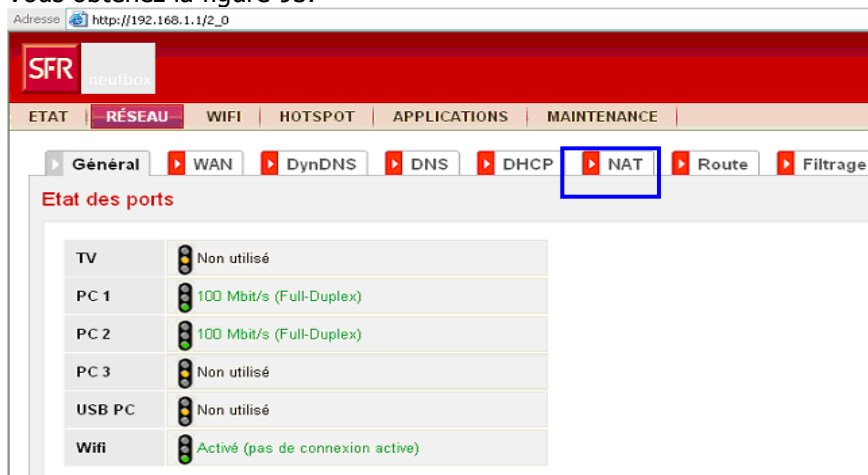 Vous obtenez la figure 95.
Adresse http://192.168.1.1/2_0
SFR neutbox
ETAT RÉSEAU WIFI HOTSPOT APPLICATIONS MAINTENANCE
Général WAN DynDNS DNS DHCP NAT Route Filtrage
Etat des ports
TV Non utilisé
PC 1 100 Mbit/s (Full-Duplex)
PC 2 100 Mbit/s (Full-Duplex)
PC 3 Non utilisé
USB PC Non utilisé
Wifi Activé (pas de connexion active)